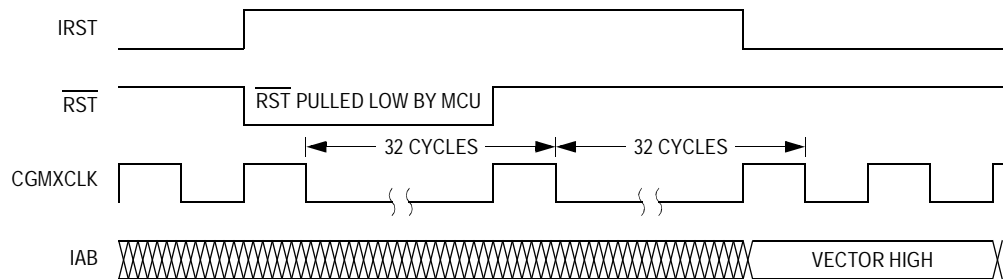 IRST
RST
RST PULLED LOW BY MCU
32 CYCLES
32 CYCLES
CGMXCLK
IAB
VECTOR HIGH